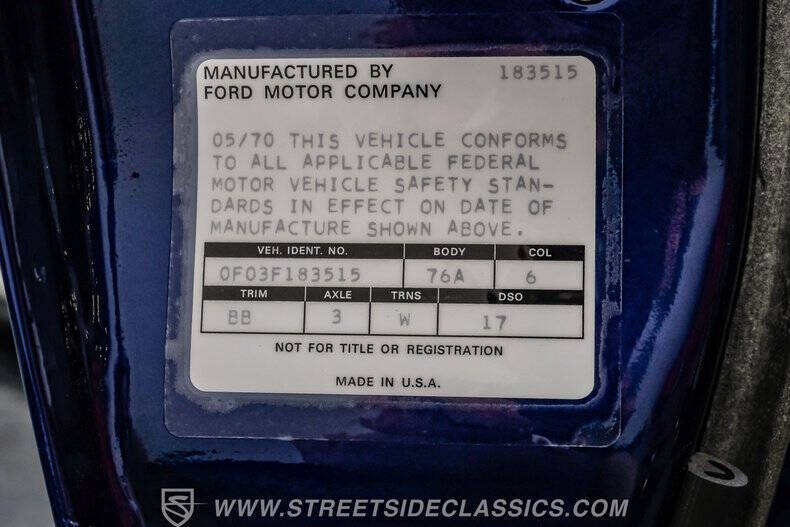 MANUFACTURED BY 183515
FORD MOTOR COMPANY
05/70 THIS VEHICLE CONFORMS
TO ALL APPLICABLE FEDERAL
MOTOR VEHICLE SAFETY STAN-
DARDS IN EFFECT ON DATE OF
MANUFACTURE SHOWN ABOVE.
VEH. IDENT. NO. BODY COL
0F03F183515 76A 6
TRIM AXLE TRNS DSO
BB 3 W 17
NOT FOR TITLE OR REGISTRATION
MADE IN U.S.A.
WWW.STREETSIDECLASSICS.COM